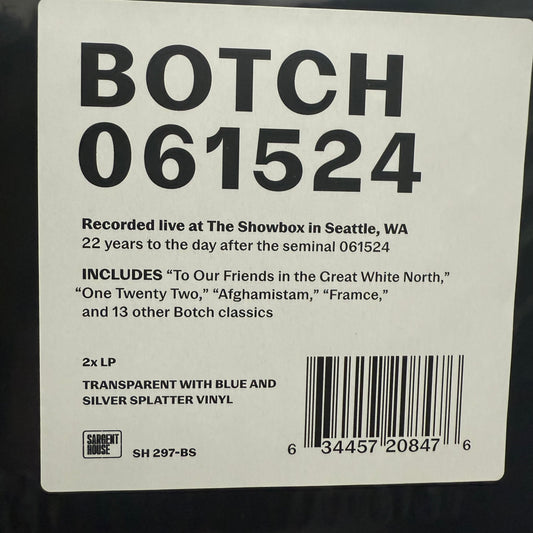 BOTCH
061524
Recorded live at The Showbox in Seattle, WA
22 years to the day after the seminal 061524
INCLUDES “To Our Friends in the Great White North,”
“One Twenty Two,” “Afghamistam,” “Framce,”
and 13 other Botch classics
2x LP
TRANSPARENT WITH BLUE AND
SILVER SPLATTER VINYL
SARGENT
HOUSE
SH 297-BS
6 34457 20847 6